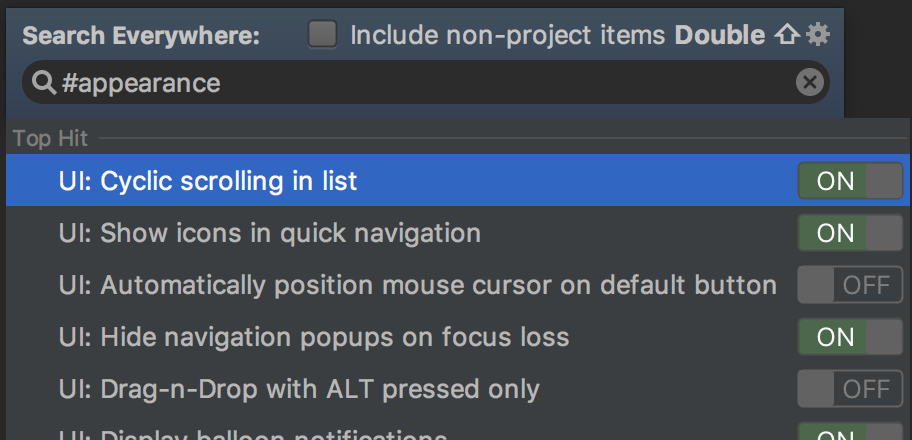 Search Everywhere: Include non-project items Double
#appearance
Top Hit
UI: Cyclic scrolling in list ON
UI: Show icons in quick navigation ON
UI: Automatically position mouse cursor on default button OFF
UI: Hide navigation popups on focus loss ON
UI: Drag-n-Drop with ALT pressed only OFF
UI: Display balloon notifications ON